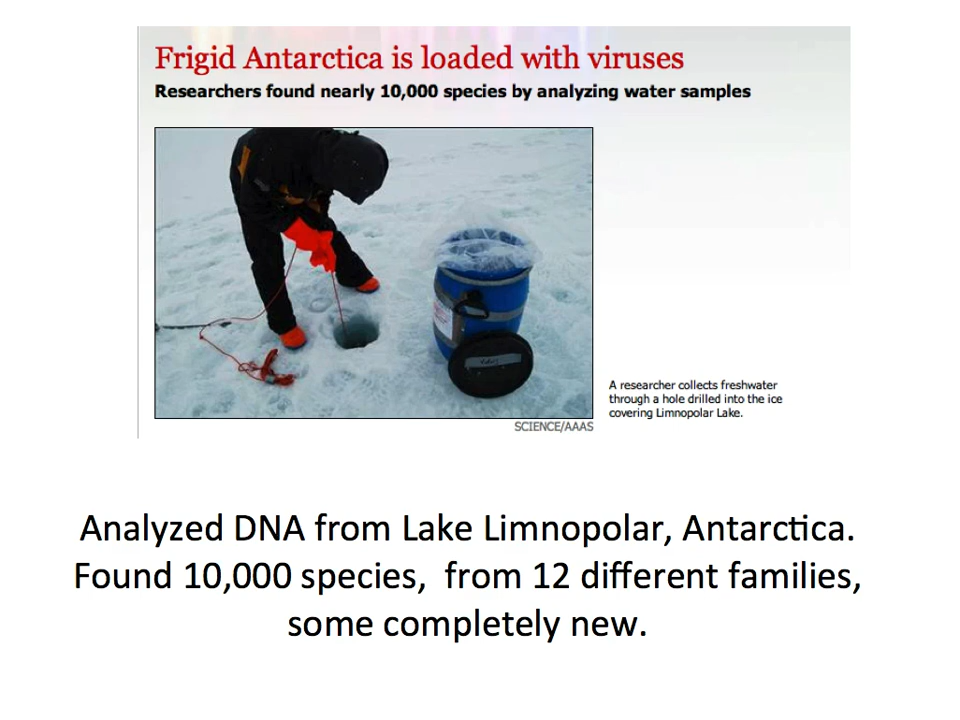 Frigid Antarctica is loaded with viruses
Researchers found nearly 10,000 species by analyzing water samples
A researcher collects freshwater
through a hole drilled into the ice
covering Limnopolar Lake.
SCIENCE/AAAS
Analyzed DNA from Lake Limnopolar, Antarctica.
Found 10,000 species,  from 12 different families,
some completely new.